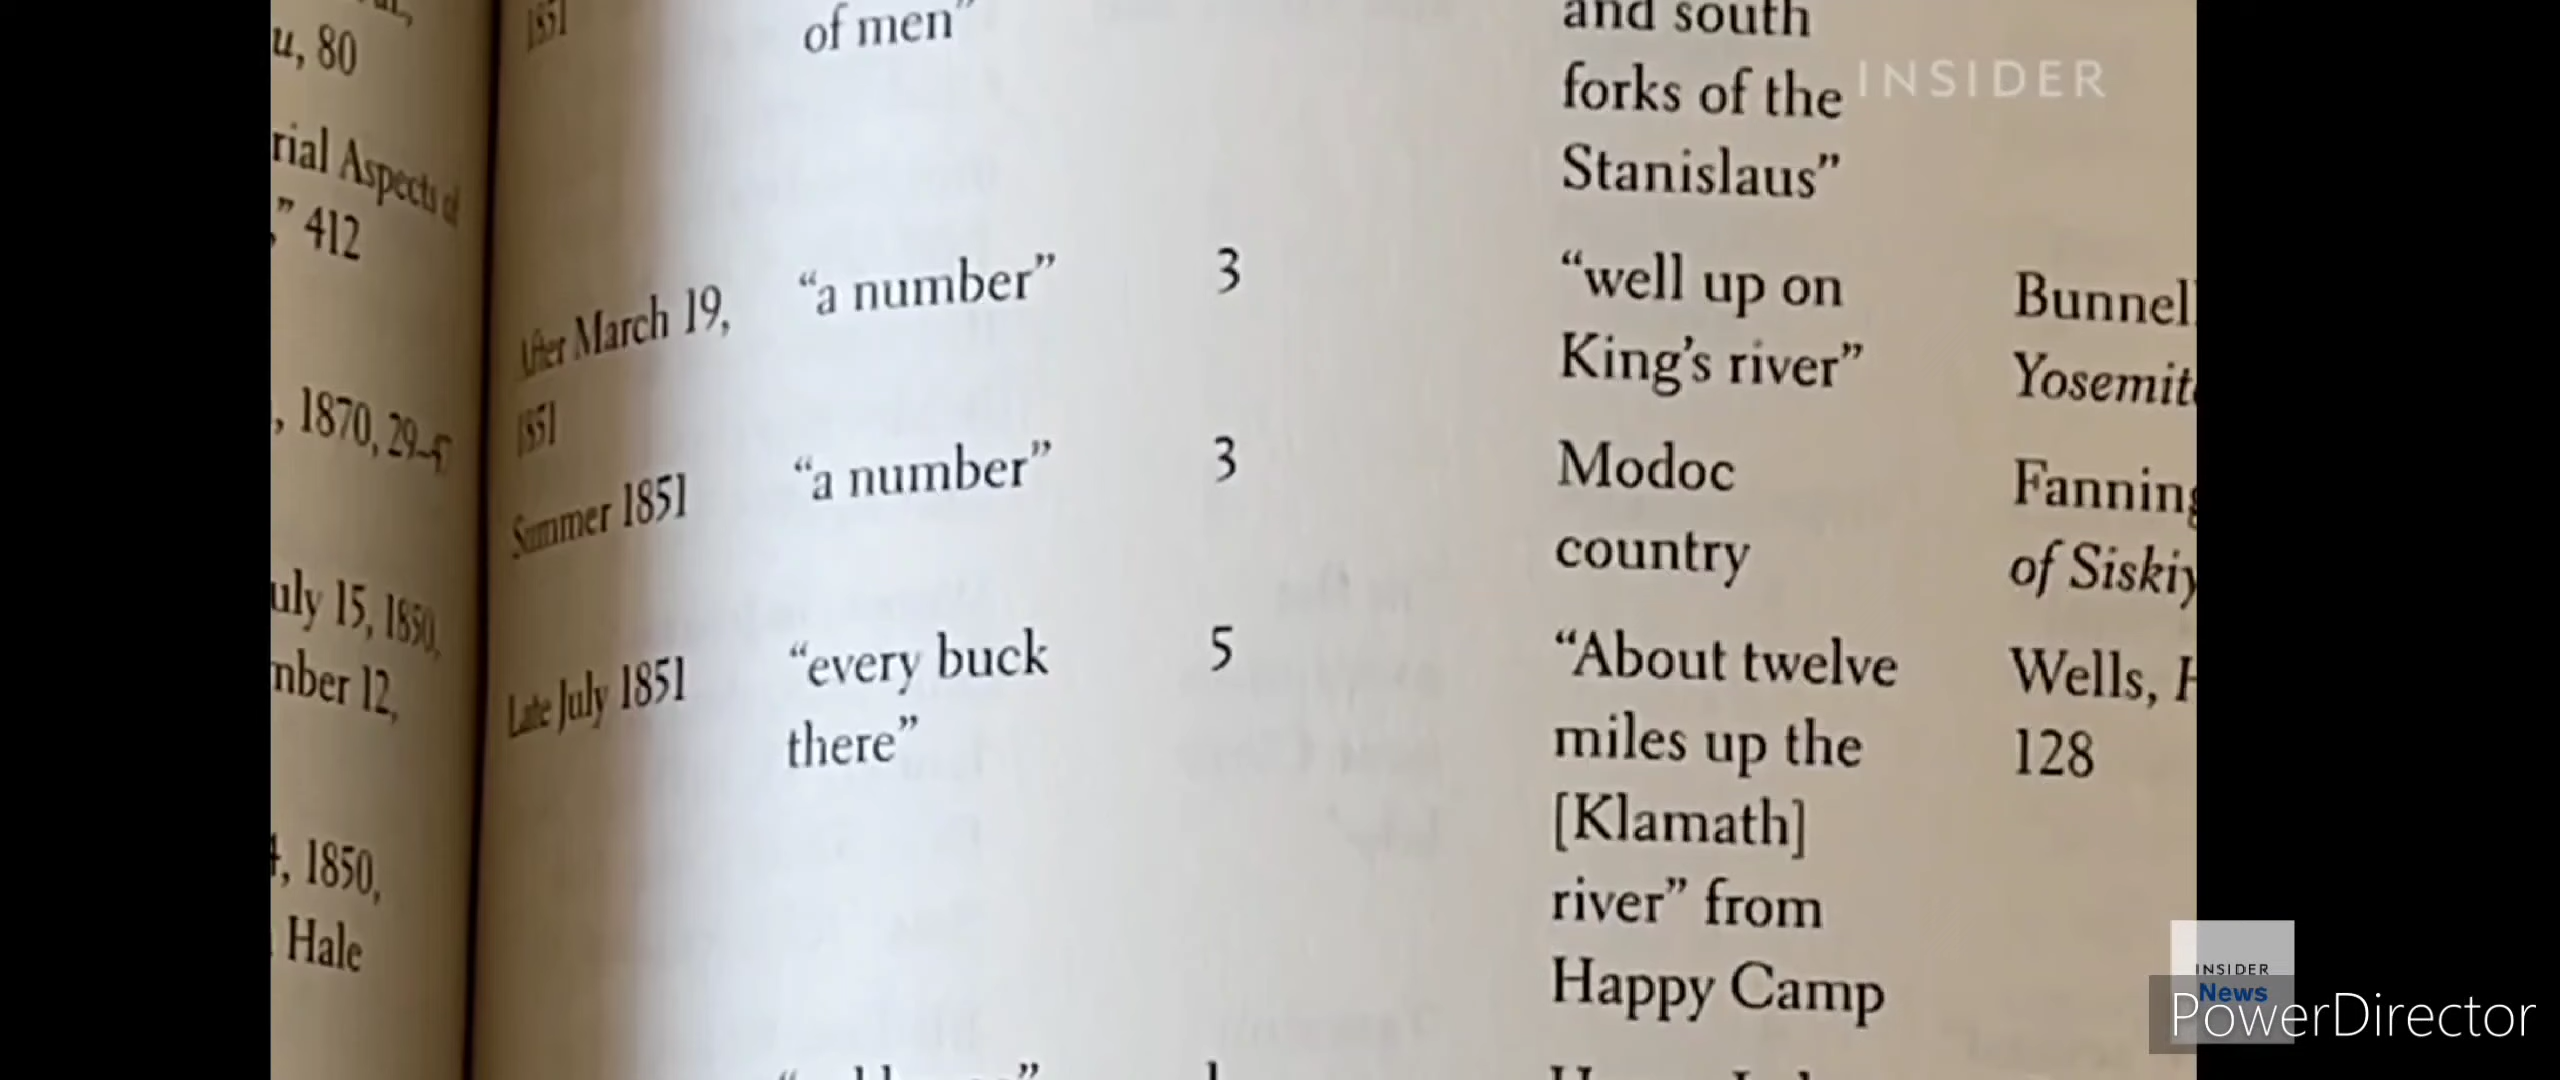 u, 80
rial Aspects of
," 412
, 1870, 29–
uly 15, 1850,
mber 12,
, 1850,
Hale
1851
of men”
and south
forks of the
Stanislaus”
After March 19,
1851
“a number”
3
“well up on
King’s river”
Bunnell
Yosemite
Summer 1851
“a number”
3
Modoc
country
Fanning
of Siskiy
Late July 1851
“every buck
there”
5
“About twelve
miles up the
[Klamath]
river” from
Happy Camp
Wells, H
128
INSIDER
INSIDER
News
PowerDirector